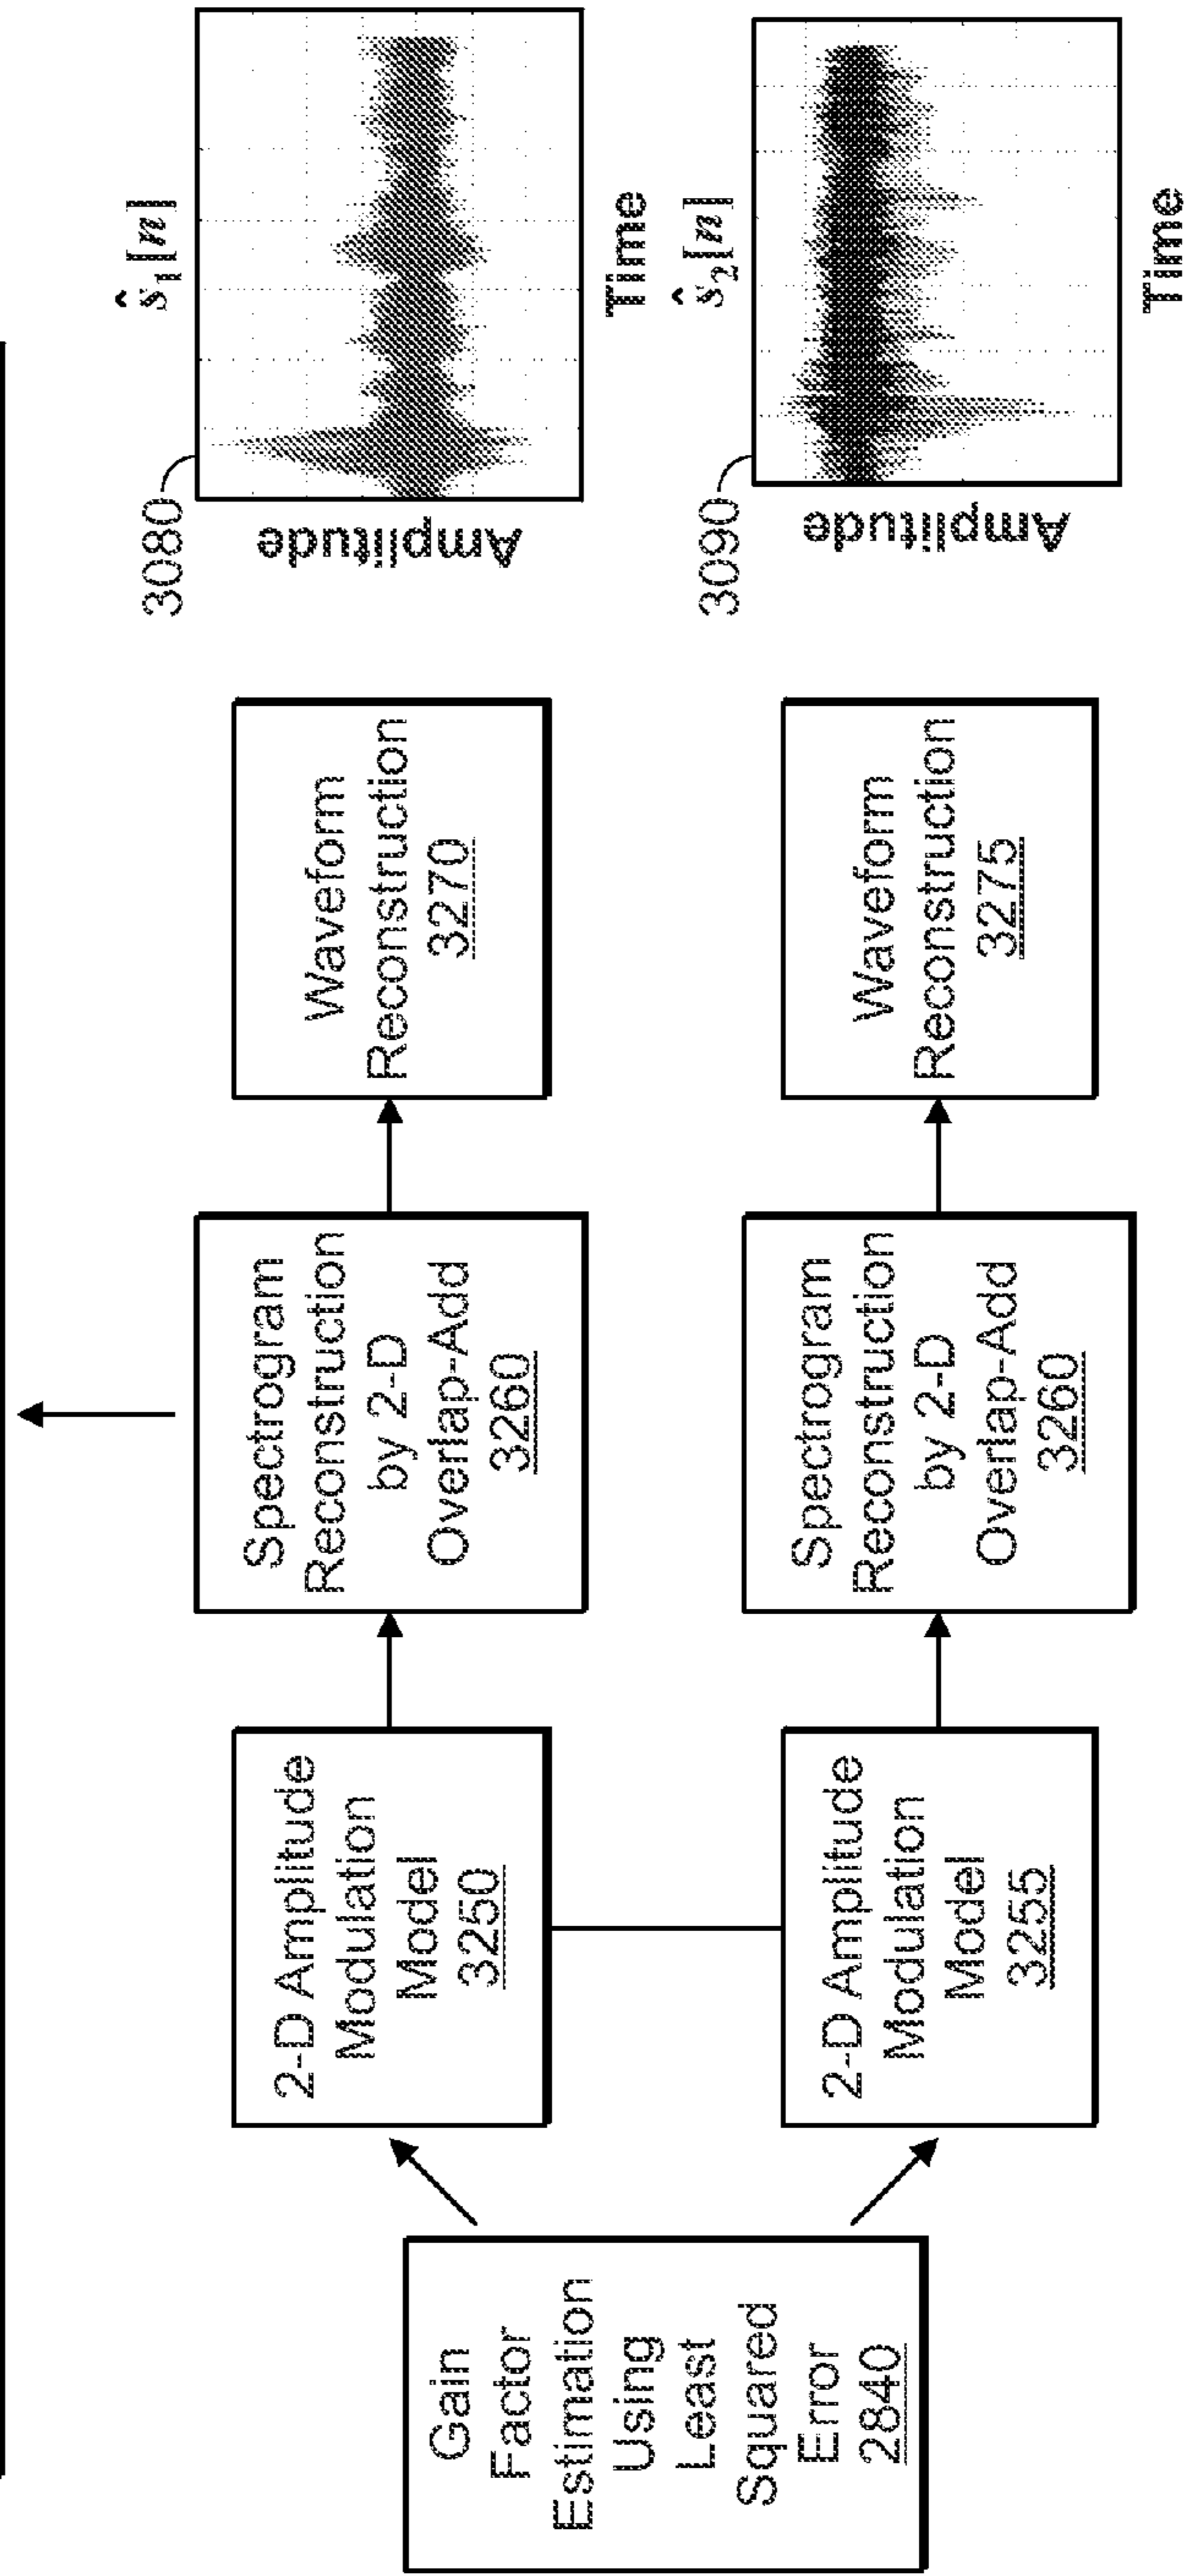 Gain
Factor
Estimation
Using
Least
Squared
Error
2840
2-D Amplitude
Modulation
Model
3250
Spectrogram
Reconstruction
by 2-D
Overlap-Add
3260
Waveform
Reconstruction
3270
3080
ŝ₁[n]
Amplitude
Time
2-D Amplitude
Modulation
Model
3255
Spectrogram
Reconstruction
by 2-D
Overlap-Add
3260
Waveform
Reconstruction
3275
3090
ŝ₂[n]
Amplitude
Time